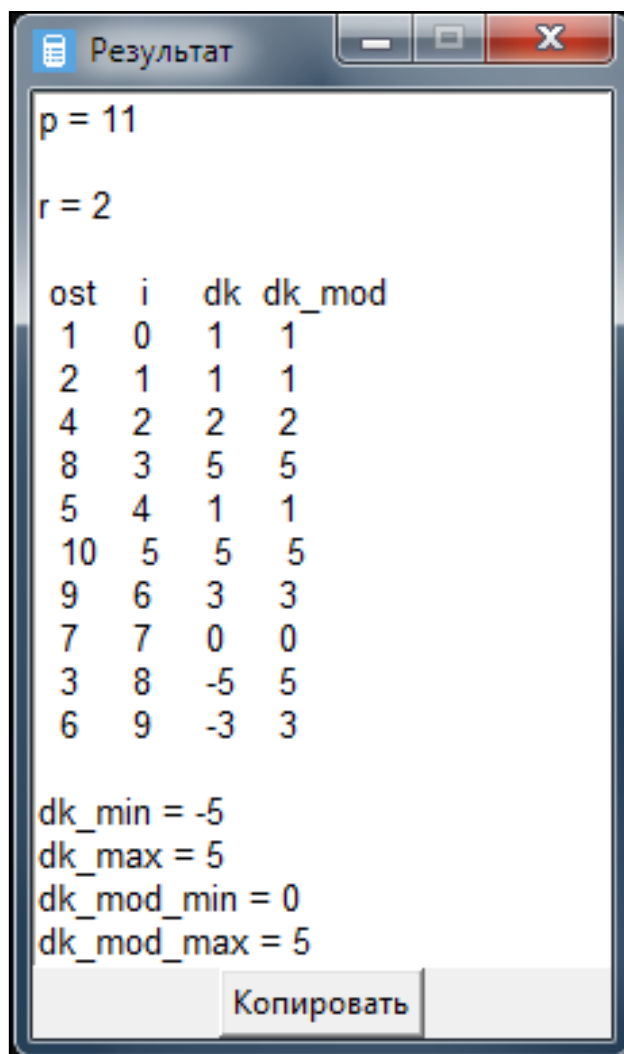 Результат
p = 11
r = 2
ost i dk dk_mod
1 0 1 1
2 1 1 1
4 2 2 2
8 3 5 5
5 4 1 1
10 5 5 5
9 6 3 3
7 7 0 0
3 8 -5 5
6 9 -3 3
dk_min = -5
dk_max = 5
dk_mod_min = 0
dk_mod_max = 5
Копировать